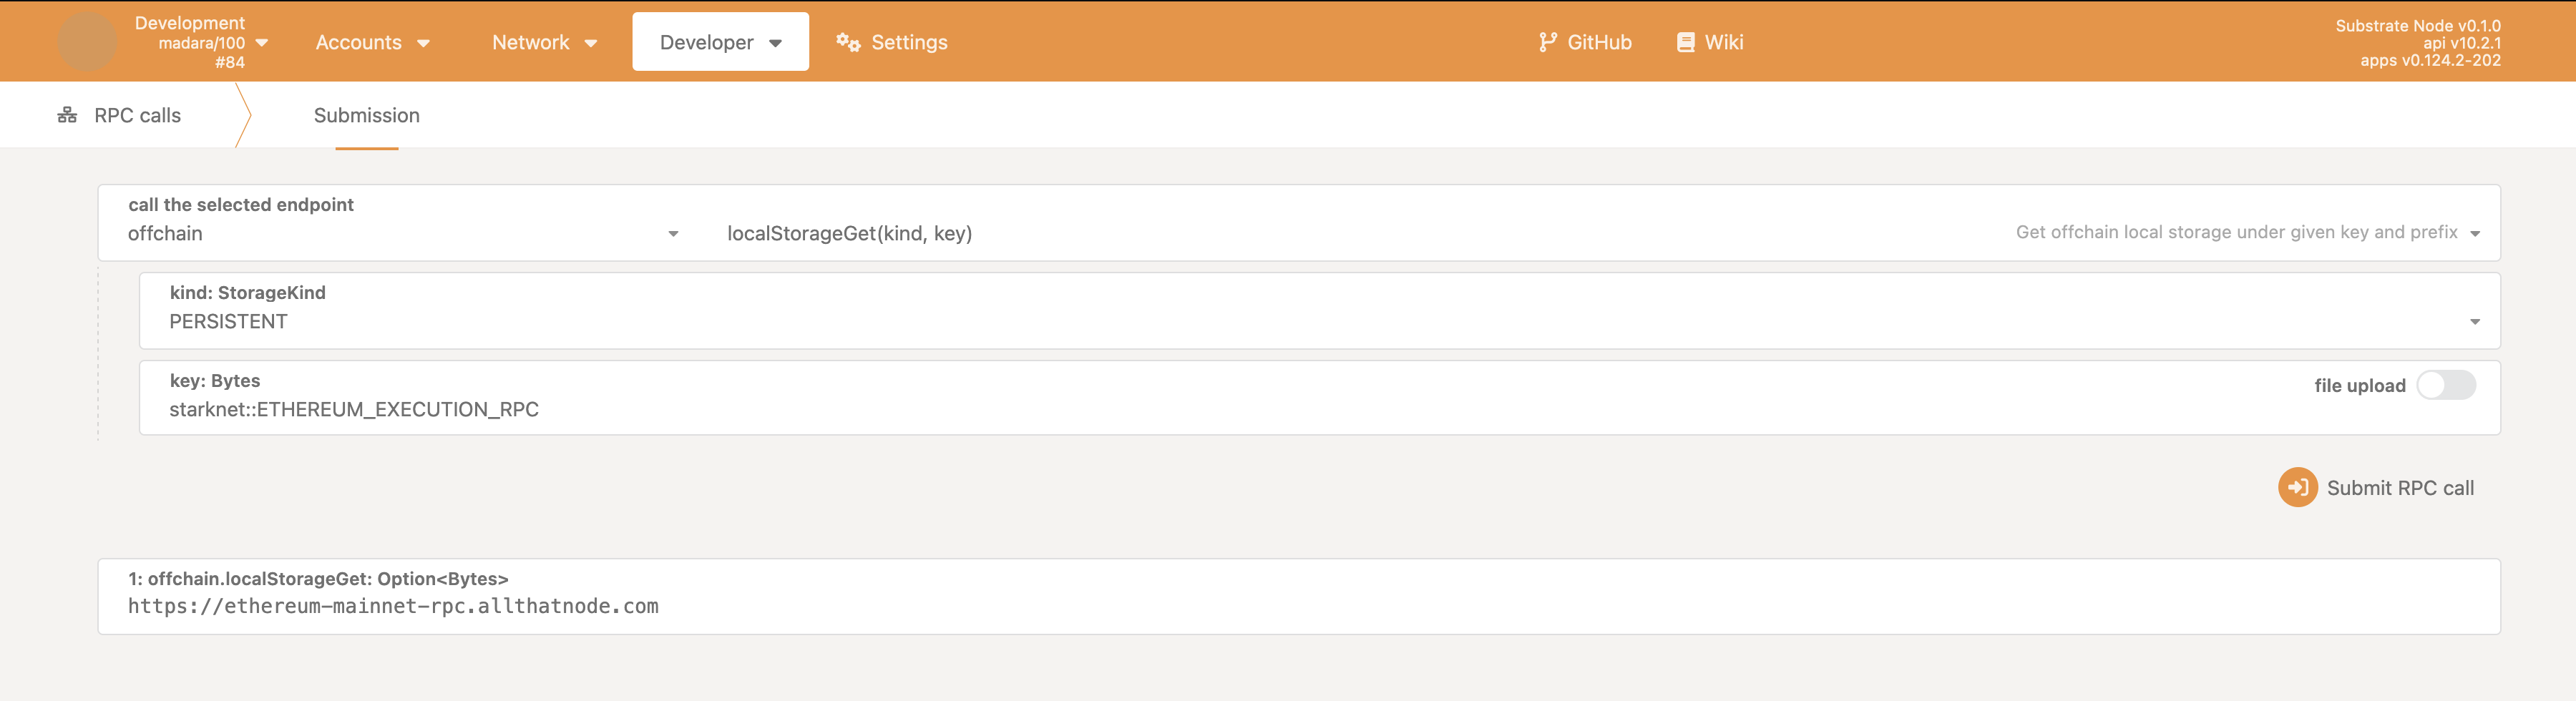 Development
madara/100
#84
Accounts
Network
Developer
Settings
GitHub
Wiki
Substrate Node v0.1.0
api v10.2.1
apps v0.124.2-202
RPC calls
Submission
call the selected endpoint
offchain
localStorageGet(kind, key)
Get offchain local storage under given key and prefix
kind: StorageKind
PERSISTENT
key: Bytes
starknet::ETHEREUM_EXECUTION_RPC
file upload
Submit RPC call
1: offchain.localStorageGet: Option<Bytes>
https://ethereum-mainnet-rpc.allthatnode.com